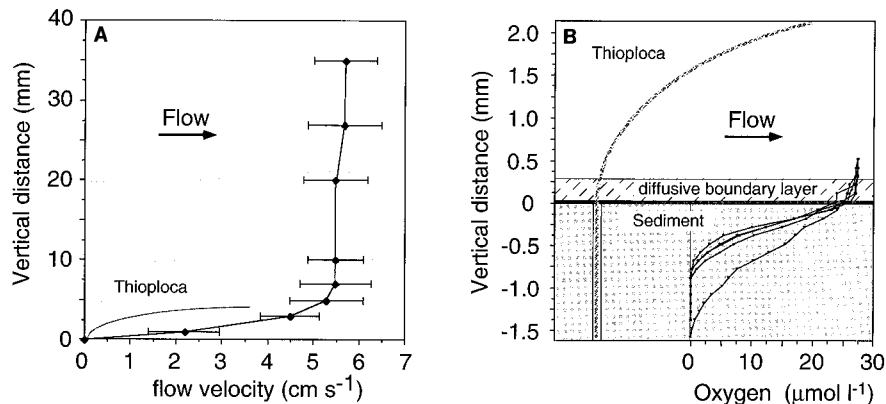 A
Vertical distance (mm)
40
30
20
10
0
Flow
Thioploca
0 1 2 3 4 5 6 7
flow velocity (cm s-1)
B
Vertical distance (mm)
2.0
1.5
1.0
0.5
0
-0.5
-1.0
-1.5
Thioploca
Flow
diffusive boundary layer
Sediment
0 10 20 30
Oxygen (µmol l-1)